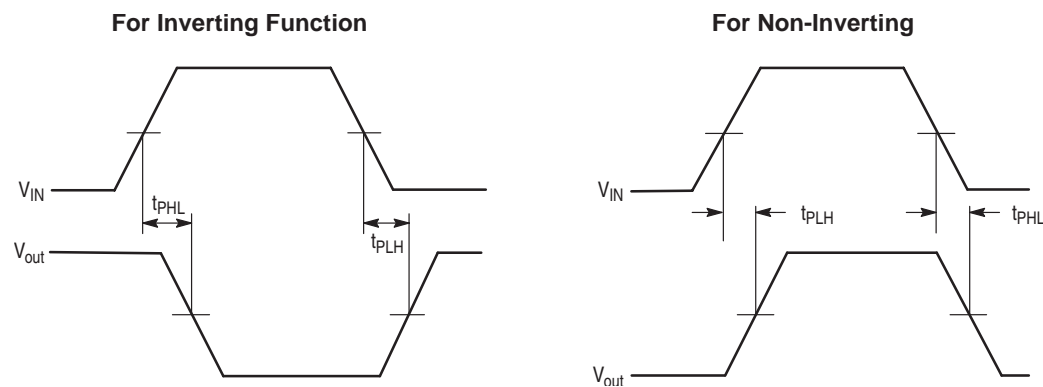 For Inverting Function
For Non-Inverting
VIN
tPHL
tPLH
Vout
VIN
tPLH
tPHL
Vout